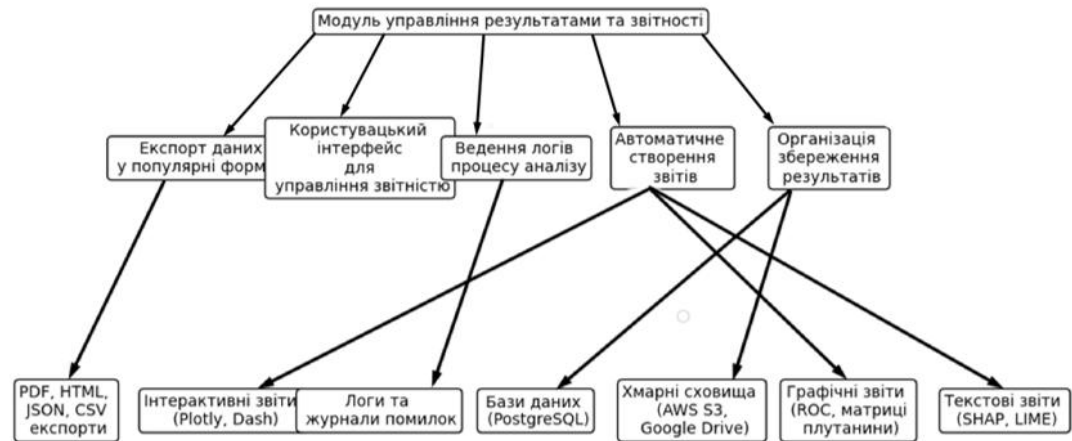 Модуль управління результатами та звітності
Експорт даних
у популярні форм
Користувацький
інтерфейс
для
управління звітністю
Ведення логів
процесу аналізу
Автоматичне
створення
звітів
Організація
збереження
результатів
PDF, HTML,
JSON, CSV
експорти
Інтерактивні звіти
(Plotly, Dash)
Логи та
журнали помилок
Бази даних
(PostgreSQL)
Хмарні сховища
(AWS S3,
Google Drive)
Графічні звіти
(ROC, матриці
плутанини)
Текстові звіти
(SHAP, LIME)